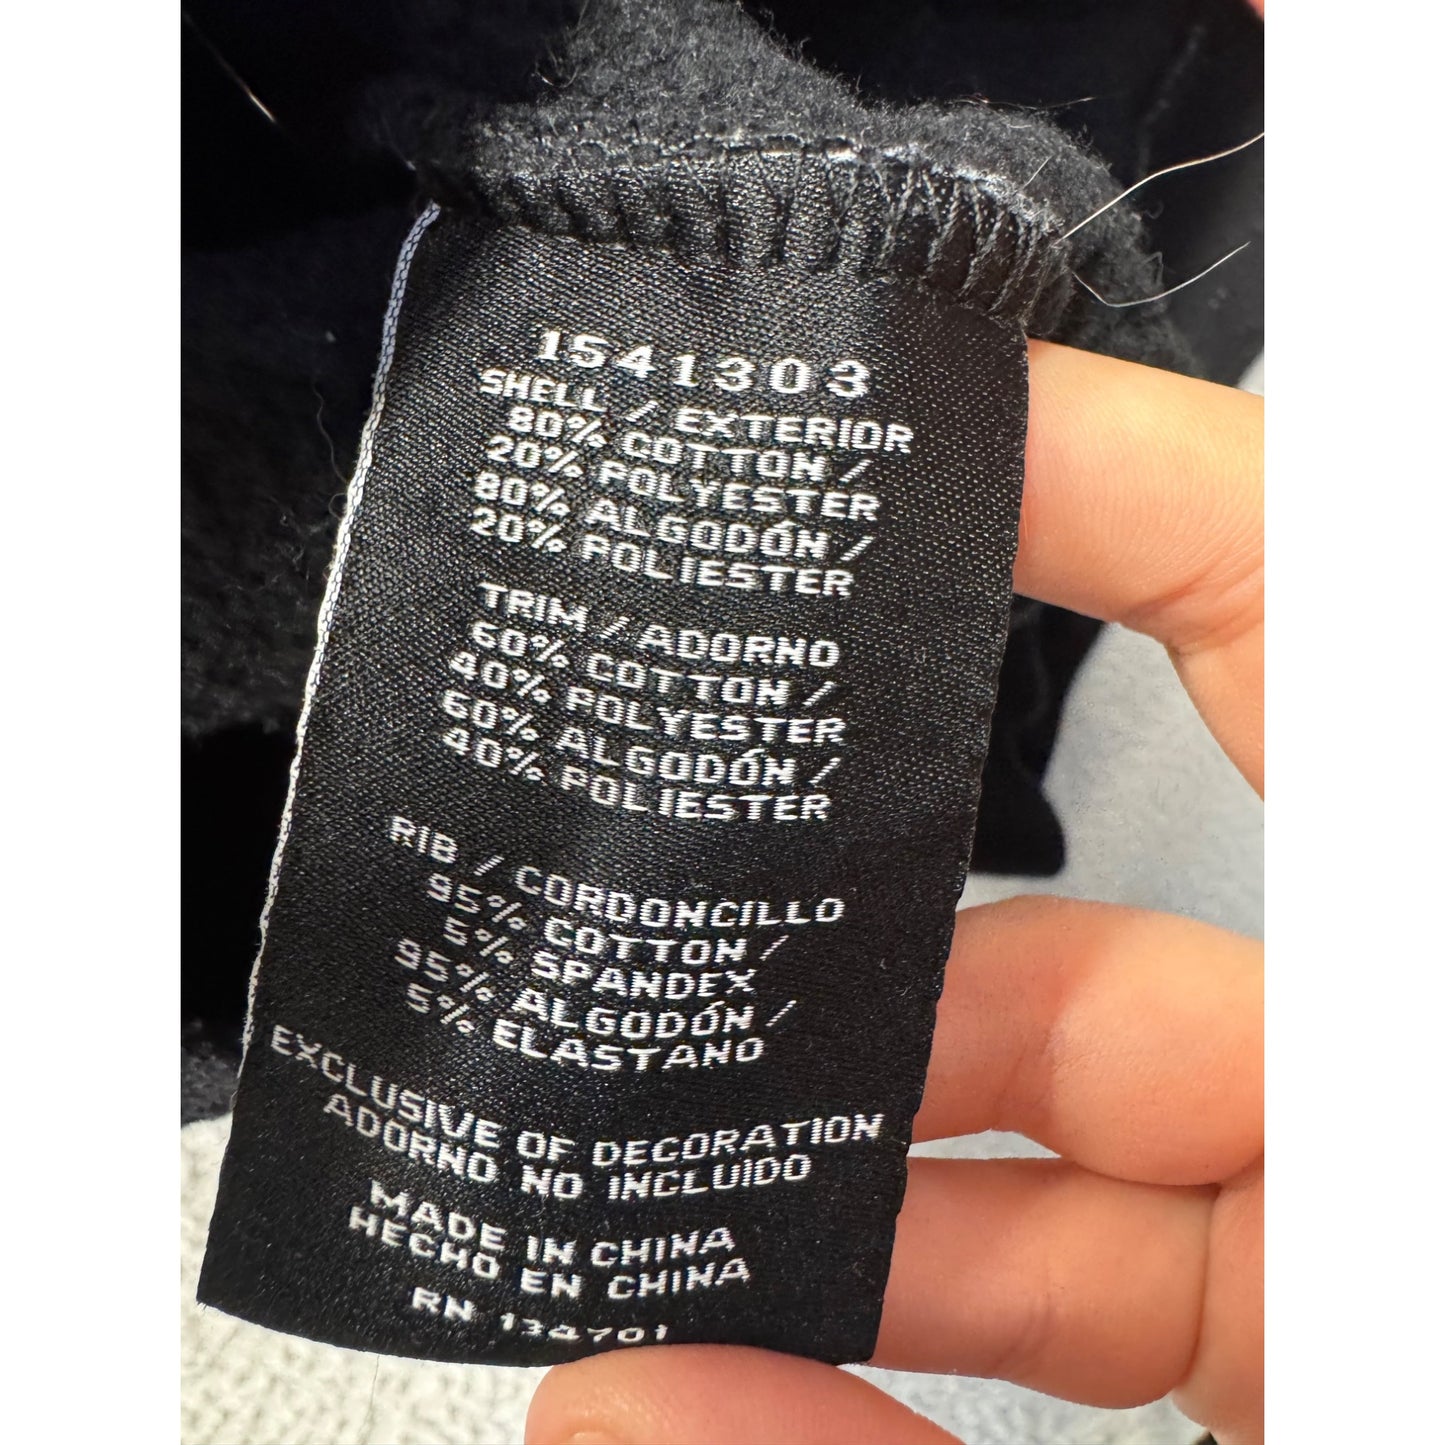 1541303
SHELL / EXTERIOR
80% COTTON /
20% POLYESTER
80% ALGODÓN /
20% POLIESTER
TRIM / ADORNO
60% COTTON /
40% POLYESTER
60% ALGODÓN /
40% POLIESTER
RIB / CORDONCILLO
95% COTTON /
5% SPANDEX
95% ALGODÓN /
5% ELASTANO
EXCLUSIVE OF DECORATION
ADORNO NO INCLUIDO
MADE IN CHINA
HECHO EN CHINA
RN 134701